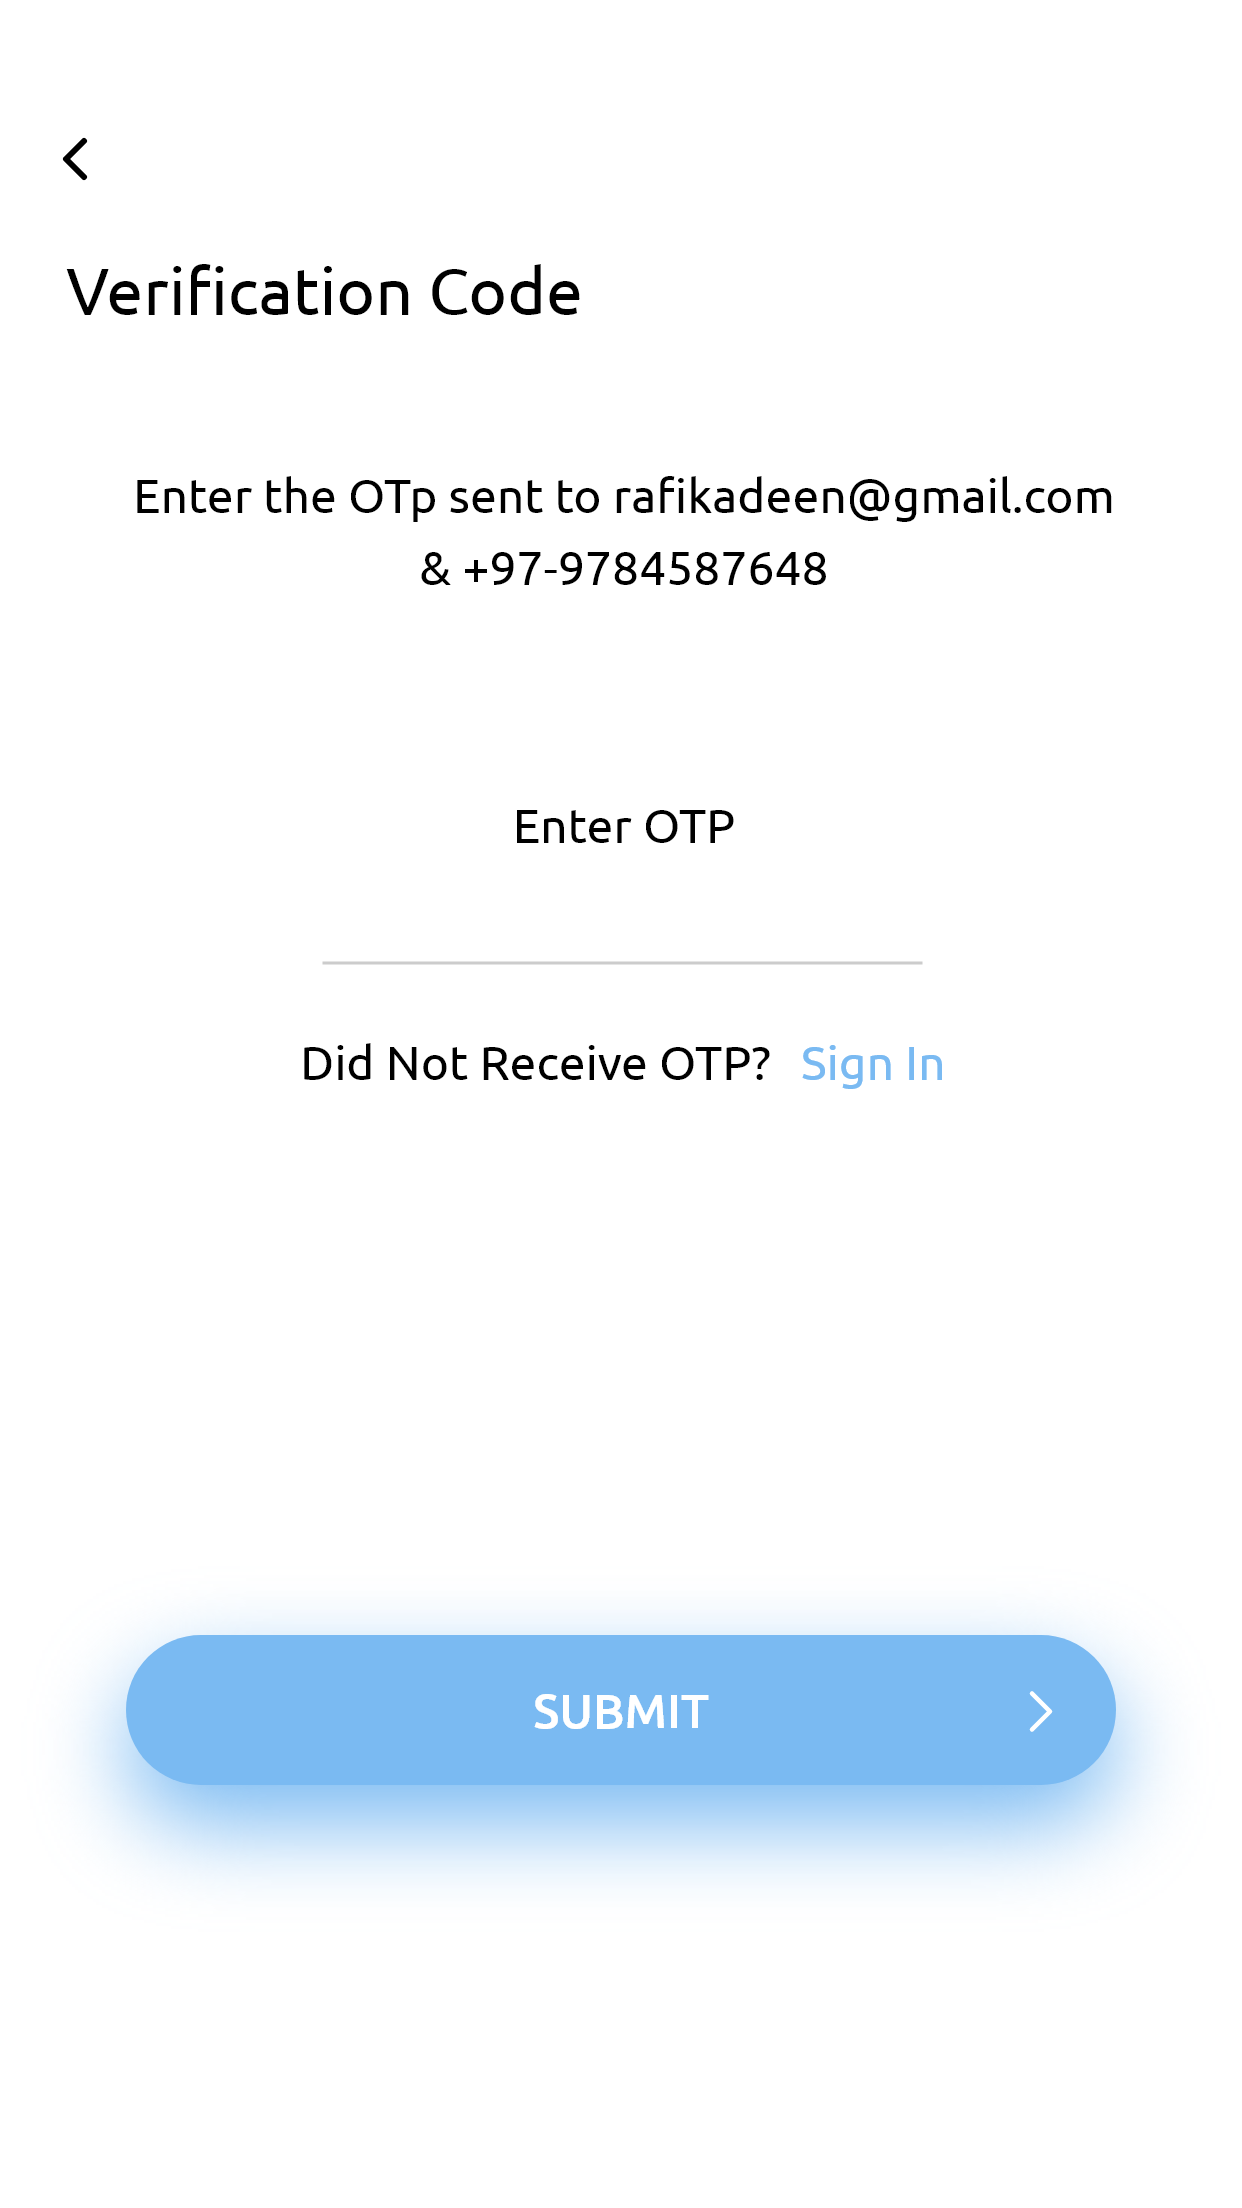 Verification Code
Enter the OTp sent to rafikadeen@gmail.com
& +97-9784587648
Enter OTP
Did Not Receive OTP? Sign In
SUBMIT